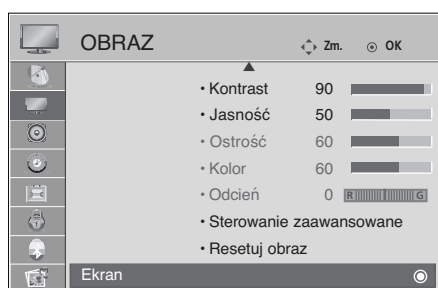 OBRAZ Zm. OK
• Kontrast 90
• Jasność 50
• Ostrość 60
• Kolor 60
• Odcień 0 R G
• Sterowanie zaawansowane
• Resetuj obraz
Ekran